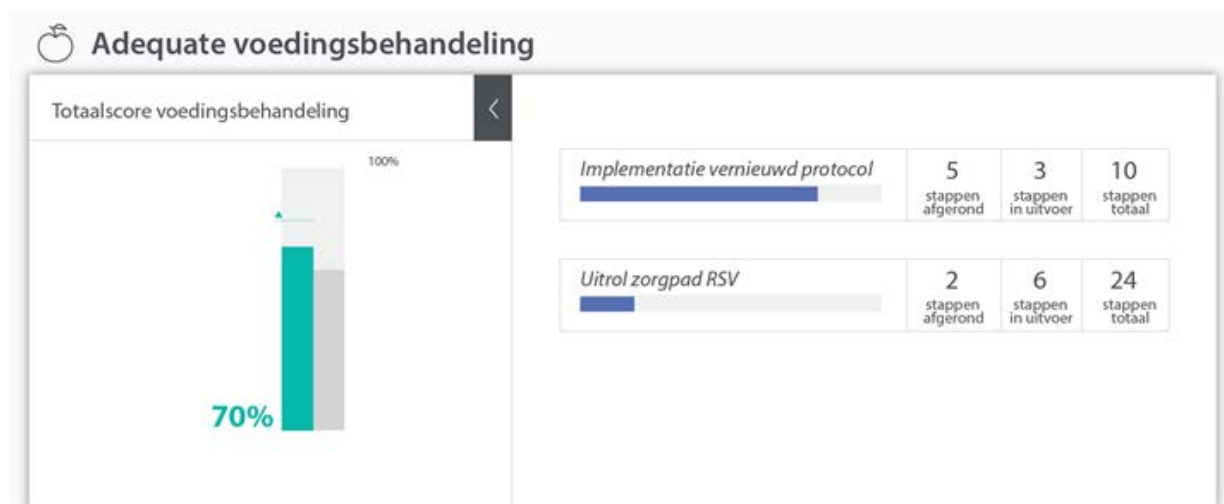 Adequate voedingsbehandeling
Totaalscore voedingsbehandeling
100%
70%
Implementatie vernieuwd protocol
5
stappen
afgerond
3
stappen
in uitvoer
10
stappen
totaal
Uitrol zorgpad RSV
2
stappen
afgerond
6
stappen
in uitvoer
24
stappen
totaal